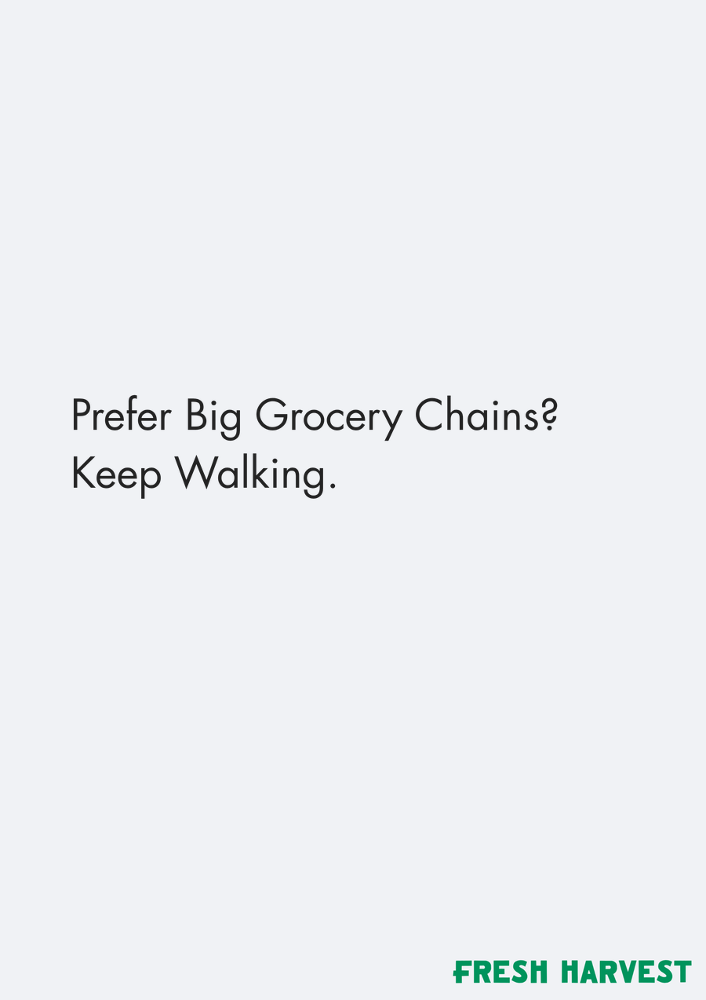 Prefer Big Grocery Chains?
Keep Walking.
FRESH HARVEST